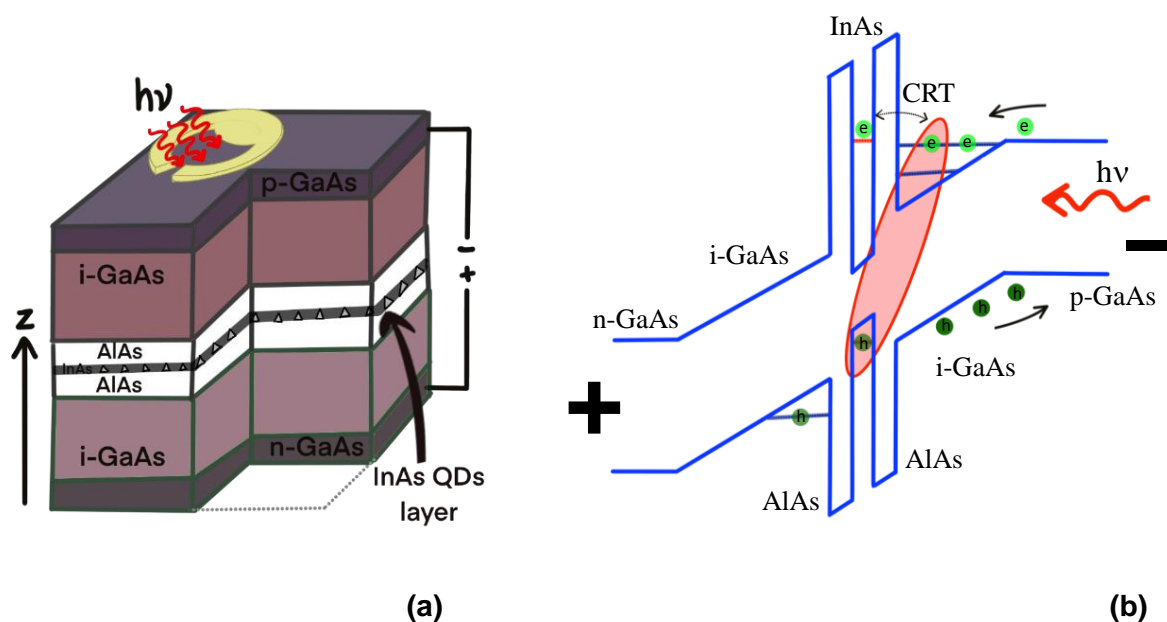 hν
p-GaAs
i-GaAs
z
AlAs
InAs
AlAs
i-GaAs
n-GaAs
InAs QDs
layer
−
+
(a)
InAs
CRT
e
e
e
e
hν
−
i-GaAs
n-GaAs
p-GaAs
h
h
h
h
h
i-GaAs
+
AlAs
AlAs
(b)